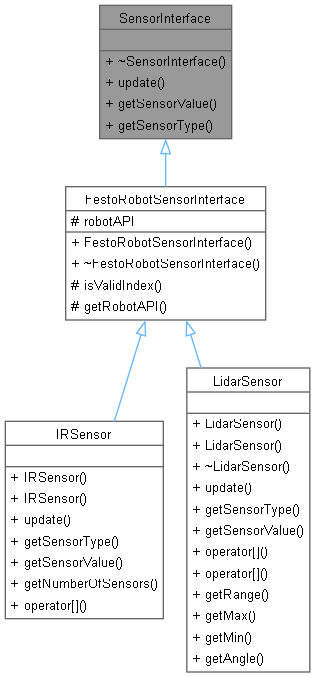 SensorInterface
+ ~SensorInterface()
+ update()
+ getSensorValue()
+ getSensorType()
FestoRobotSensorInterface
# robotAPI
+ FestoRobotSensorInterface()
+ ~FestoRobotSensorInterface()
# isValidIndex()
# getRobotAPI()
IRSensor
+ IRSensor()
+ IRSensor()
+ update()
+ getSensorType()
+ getSensorValue()
+ getNumberOfSensors()
+ operator[]()
LidarSensor
+ LidarSensor()
+ LidarSensor()
+ ~LidarSensor()
+ update()
+ getSensorType()
+ getSensorValue()
+ operator[]()
+ operator[]()
+ getRange()
+ getMax()
+ getMin()
+ getAngle()